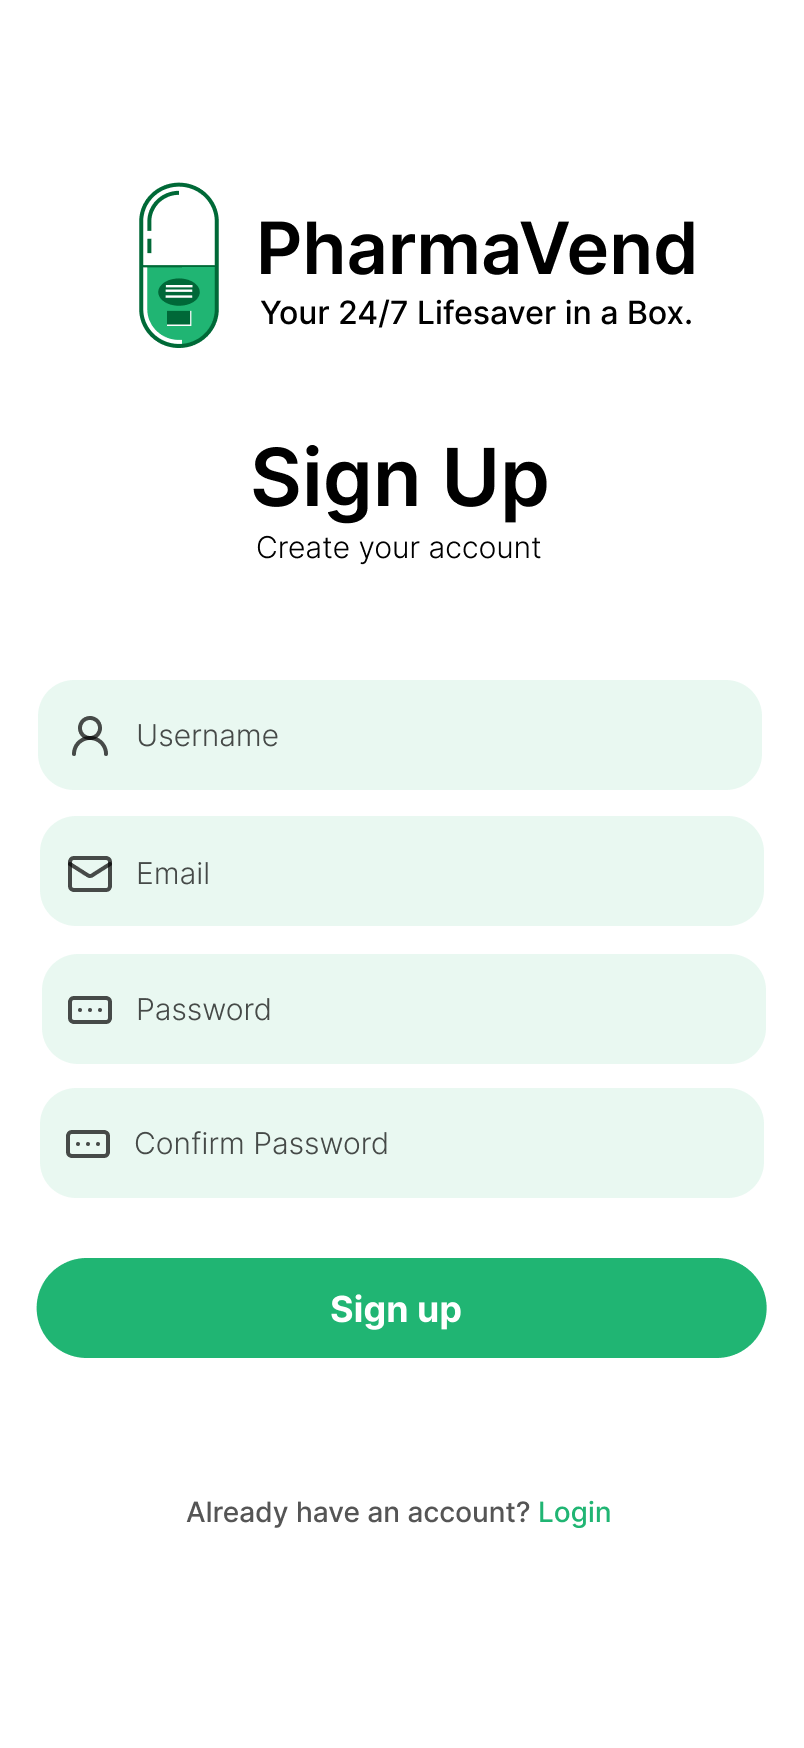 PharmaVend
Your 24/7 Lifesaver in a Box.
Sign Up
Create your account
Username
Email
Password
Confirm Password
Sign up
Already have an account? Login